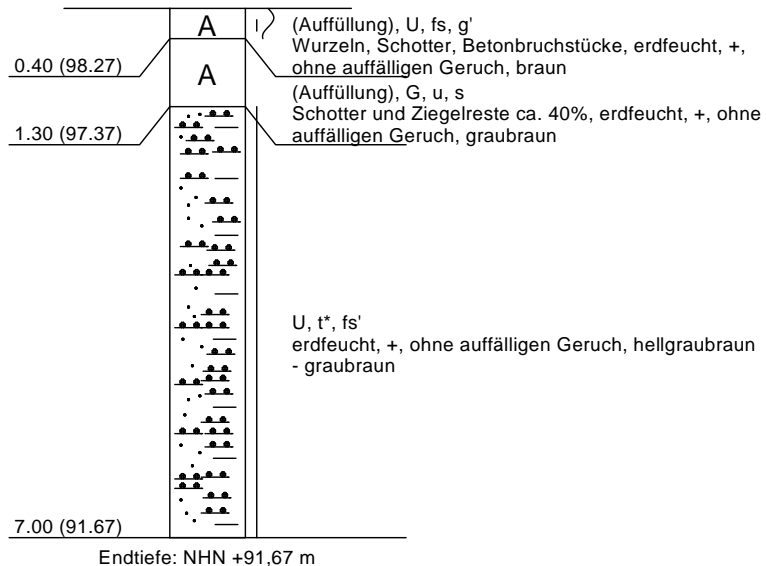 A
(Auffüllung), U, fs, g'
Wurzeln, Schotter, Betonbruchstücke, erdfeucht, +,
ohne auffälligen Geruch, braun
0.40 (98.27)
A
(Auffüllung), G, u, s
Schotter und Ziegelreste ca. 40%, erdfeucht, +, ohne
auffälligen Geruch, graubraun
1.30 (97.37)
U, t*, fs'
erdfeucht, +, ohne auffälligen Geruch, hellgraubraun
- graubraun
7.00 (91.67)
Endtiefe: NHN +91,67 m